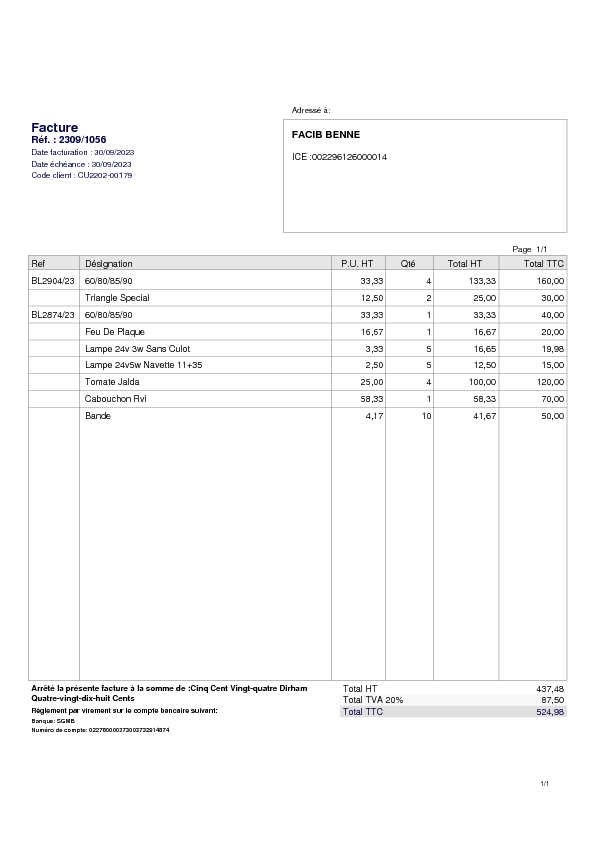 Adressé à:
Facture
Réf. : 2309/1056
Date facturation : 30/09/2023
Date échéance : 30/09/2023
Code client : CU2202-00179
FACIB BENNE
ICE :002296126000014
Page 1/1
Ref Désignation P.U. HT Qté Total HT Total TTC
BL2904/23 60/80/85/90 33,33 4 133,33 160,00
Triangle Special 12,50 2 25,00 30,00
BL2874/23 60/80/85/90 33,33 1 33,33 40,00
Feu De Plaque 16,67 1 16,67 20,00
Lampe 24v 3w Sans Culot 3,33 5 16,65 19,98
Lampe 24v5w Navette 11+35 2,50 5 12,50 15,00
Tomate Jalda 25,00 4 100,00 120,00
Cabouchon Rvi 58,33 1 58,33 70,00
Bande 4,17 10 41,67 50,00
Arrêté la présente facture à la somme de :Cinq Cent Vingt-quatre Dirham
Quatre-vingt-dix-huit Cents
Règlement par virement sur le compte bancaire suivant:
Banque: SGMB
Numéro de compte:
Total HT 437,48
Total TVA 20% 87,50
Total TTC 524,98
1/1